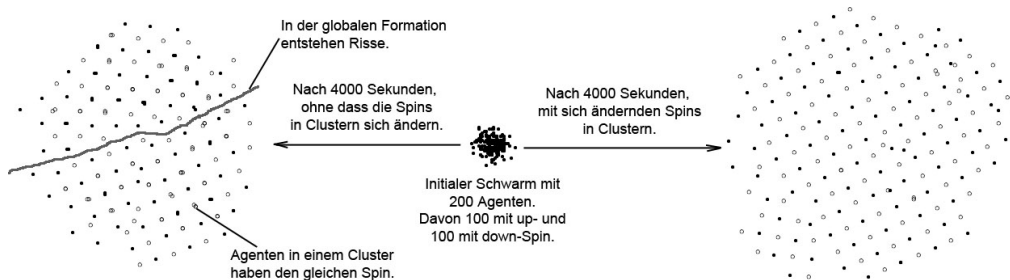 In der globalen Formation
entstehen Risse.
Nach 4000 Sekunden,
ohne dass die Spins
in Clustern sich ändern.
Nach 4000 Sekunden,
mit sich ändernden Spins
in Clustern.
Initialer Schwarm mit
200 Agenten.
Davon 100 mit up- und
100 mit down-Spin.
Agenten in einem Cluster
haben den gleichen Spin.